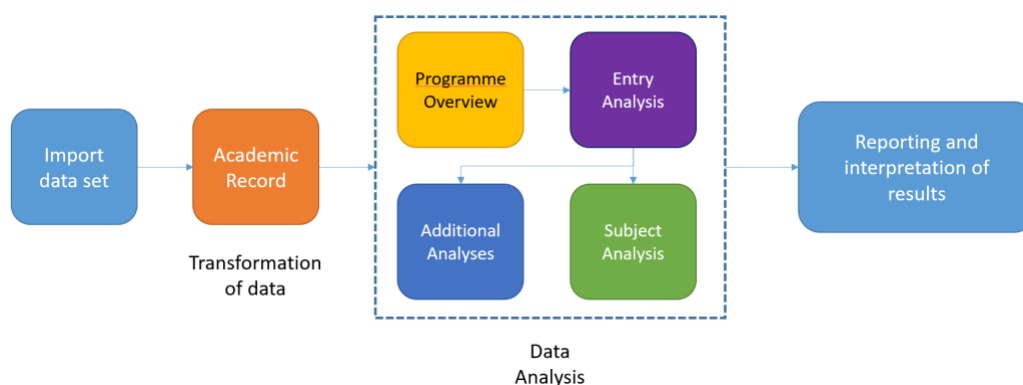 Import
data set
Academic
Record
Transformation
of data
Programme
Overview
Entry
Analysis
Additional
Analyses
Subject
Analysis
Data
Analysis
Reporting and
interpretation of
results